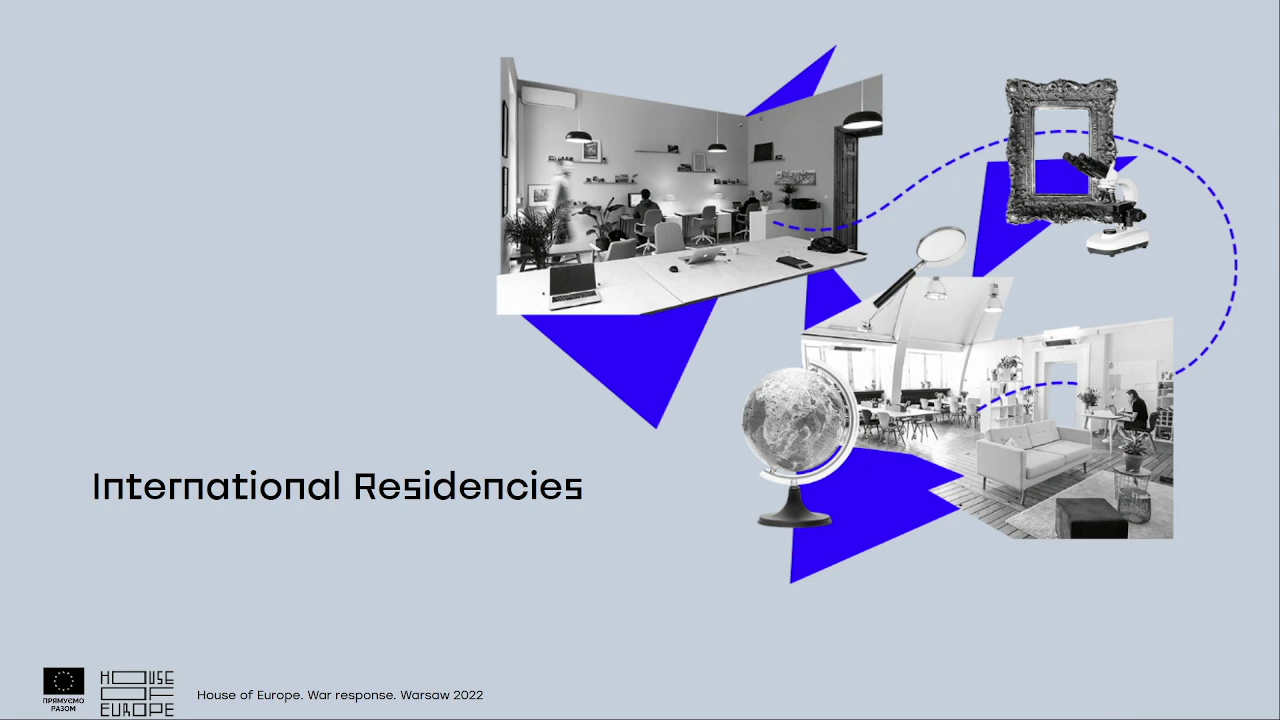 International Residencies
ПРЯМУЄМО
РАЗОМ
HOUSE
OF
EUROPE
House of Europe. War response. Warsaw 2022